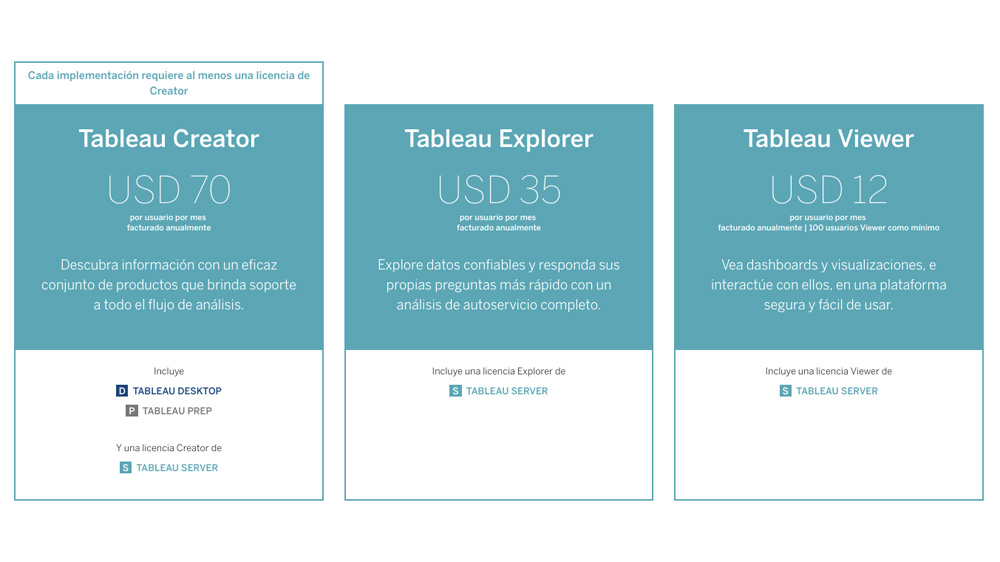 Cada implementación requiere al menos una licencia de
Creator
Tableau Creator
USD 70
por usuario por mes
facturado anualmente
Descubra información con un eficaz
conjunto de productos que brinda soporte
a todo el flujo de análisis.
Incluye
D TABLEAU DESKTOP
P TABLEAU PREP
Y una licencia Creator de
S TABLEAU SERVER
Tableau Explorer
USD 35
por usuario por mes
facturado anualmente
Explore datos confiables y responda sus
propias preguntas más rápido con un
análisis de autoservicio completo.
Incluye una licencia Explorer de
S TABLEAU SERVER
Tableau Viewer
USD 12
por usuario por mes
facturado anualmente | 100 usuarios Viewer como mínimo
Vea dashboards y visualizaciones, e
interactúe con ellos, en una plataforma
segura y fácil de usar.
Incluye una licencia Viewer de
S TABLEAU SERVER